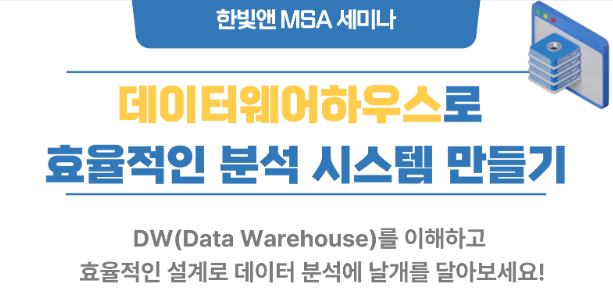 한빛앤 MSA 세미나
데이터웨어하우스로
효율적인 분석 시스템 만들기
DW(Data Warehouse)를 이해하고
효율적인 설계로 데이터 분석에 날개를 달아보세요!